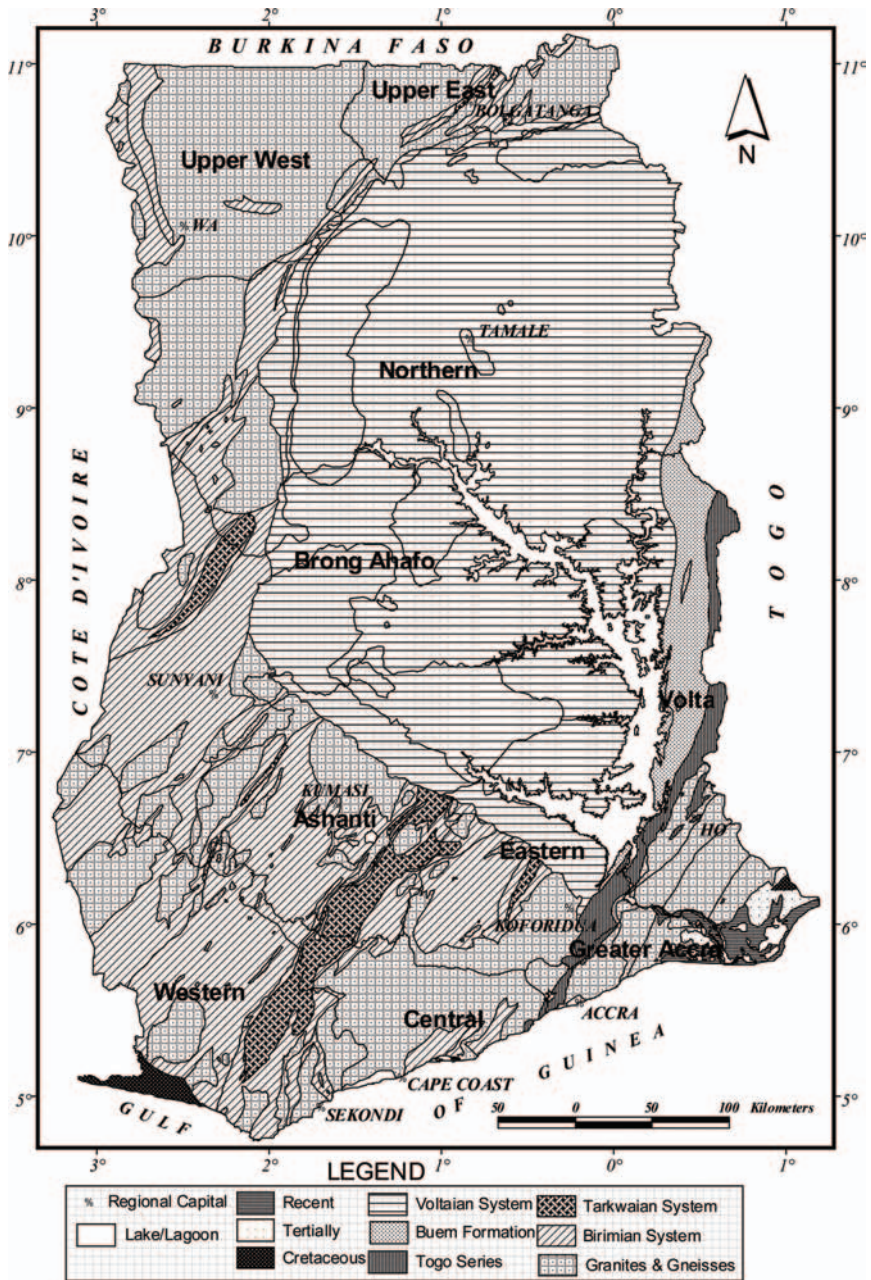 3° 2° 1° 0° 1°
BURKINA FASO
11° 11°
Upper East
BOLGATANGA
Upper West
N
WA
10° 10°
TAMALE
Northern
9° 9°
COTE D'IVOIRE
TOGO
Brong Ahafo
8° 8°
SUNYANI
Volta
7° 7°
KUMASI
Ashanti
HO
Eastern
6° 6°
KOFORIDUA
Greater Accra
Western
Central
ACCRA
CAPE COAST
5° 5°
SEKONDI
GULF OF GUINEA
50 0 50 100 Kilometers
3° 2° 1° 0° 1°
LEGEND
Regional Capital Recent Voltaian System Tarkwaian System
Lake/Lagoon Tertially Buem Formation Birimian System
Cretaceous Togo Series Granites & Gneisses